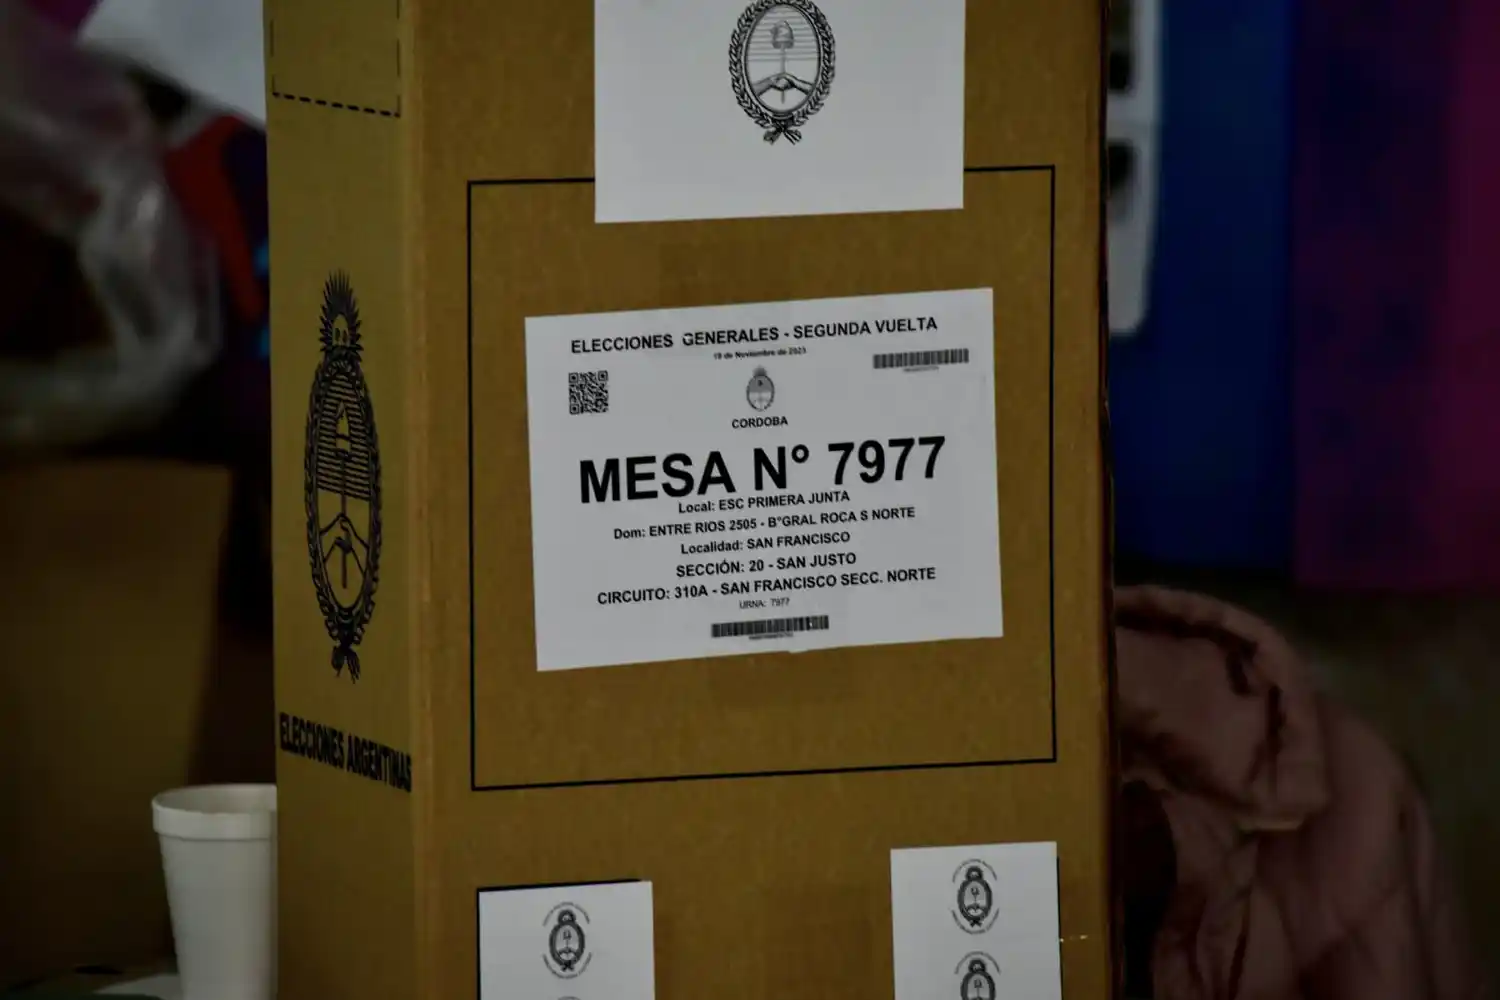 ELECCIONES GENERALES - SEGUNDA VUELTA
19 de Noviembre de 2023
CORDOBA
MESA N° 7977
Local: ESC PRIMERA JUNTA
Dom: ENTRE RIOS 2505 - B°GRAL ROCA S NORTE
Localidad: SAN FRANCISCO
SECCIÓN: 20 - SAN JUSTO
CIRCUITO: 310A - SAN FRANCISCO SECC. NORTE
URNA: 7977
ELECCIONES ARGENTINAS